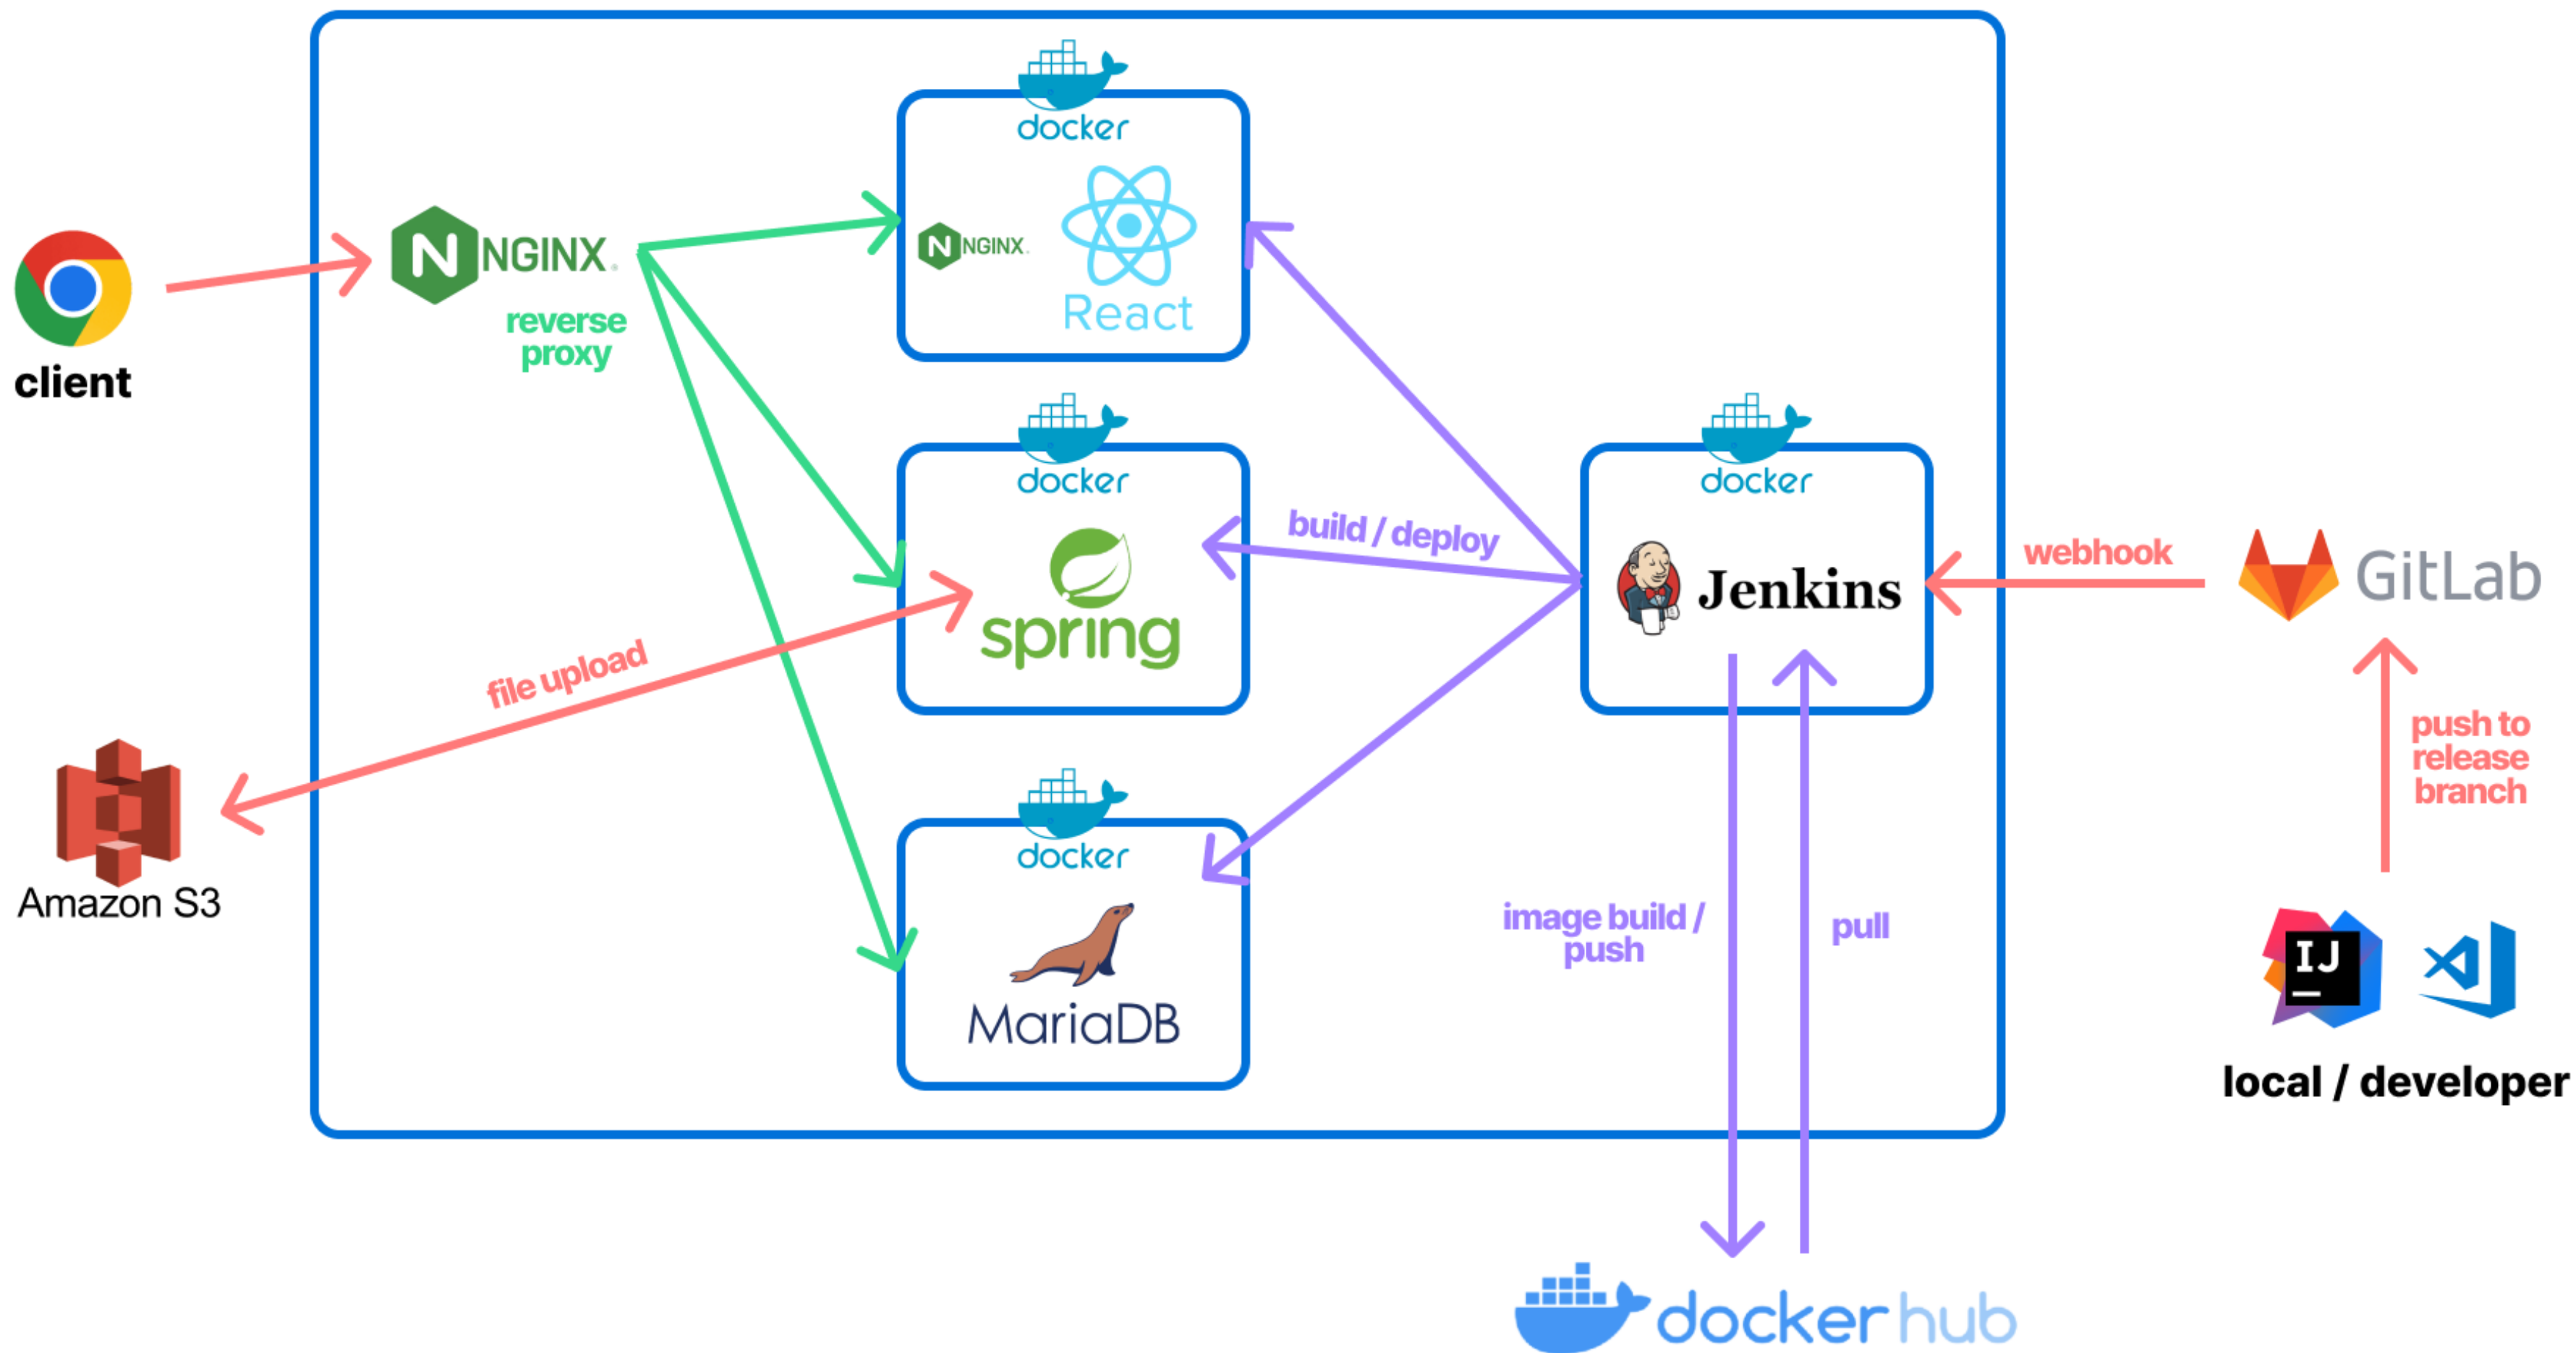 docker
NGINX
React
NGINX
reverse
proxy
client
docker
spring
build / deploy
docker
Jenkins
webhook
GitLab
file upload
push to
release
branch
Amazon S3
docker
MariaDB
image build /
push
pull
IJ
local / developer
docker hub